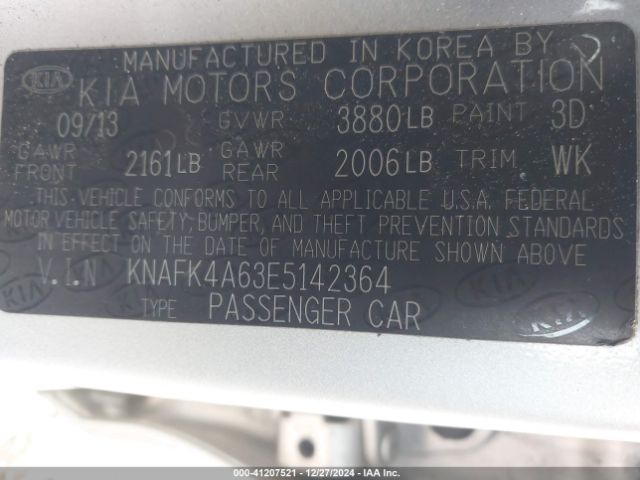 MANUFACTURED IN KOREA BY
KIA KIA MOTORS CORPORATION
09/13 GVWR 3880LB PAINT 3D
GAWR FRONT 2161LB GAWR REAR 2006LB TRIM WK
THIS VEHICLE CONFORMS TO ALL APPLICABLE U.S.A. FEDERAL
MOTOR VEHICLE SAFETY, BUMPER, AND THEFT PREVENTION STANDARDS
IN EFFECT ON THE DATE OF MANUFACTURE SHOWN ABOVE
V.I.N KNAFK4A63E5142364
TYPE PASSENGER CAR
KIA
000-41207521 - 12/27/2024 - IAA Inc.